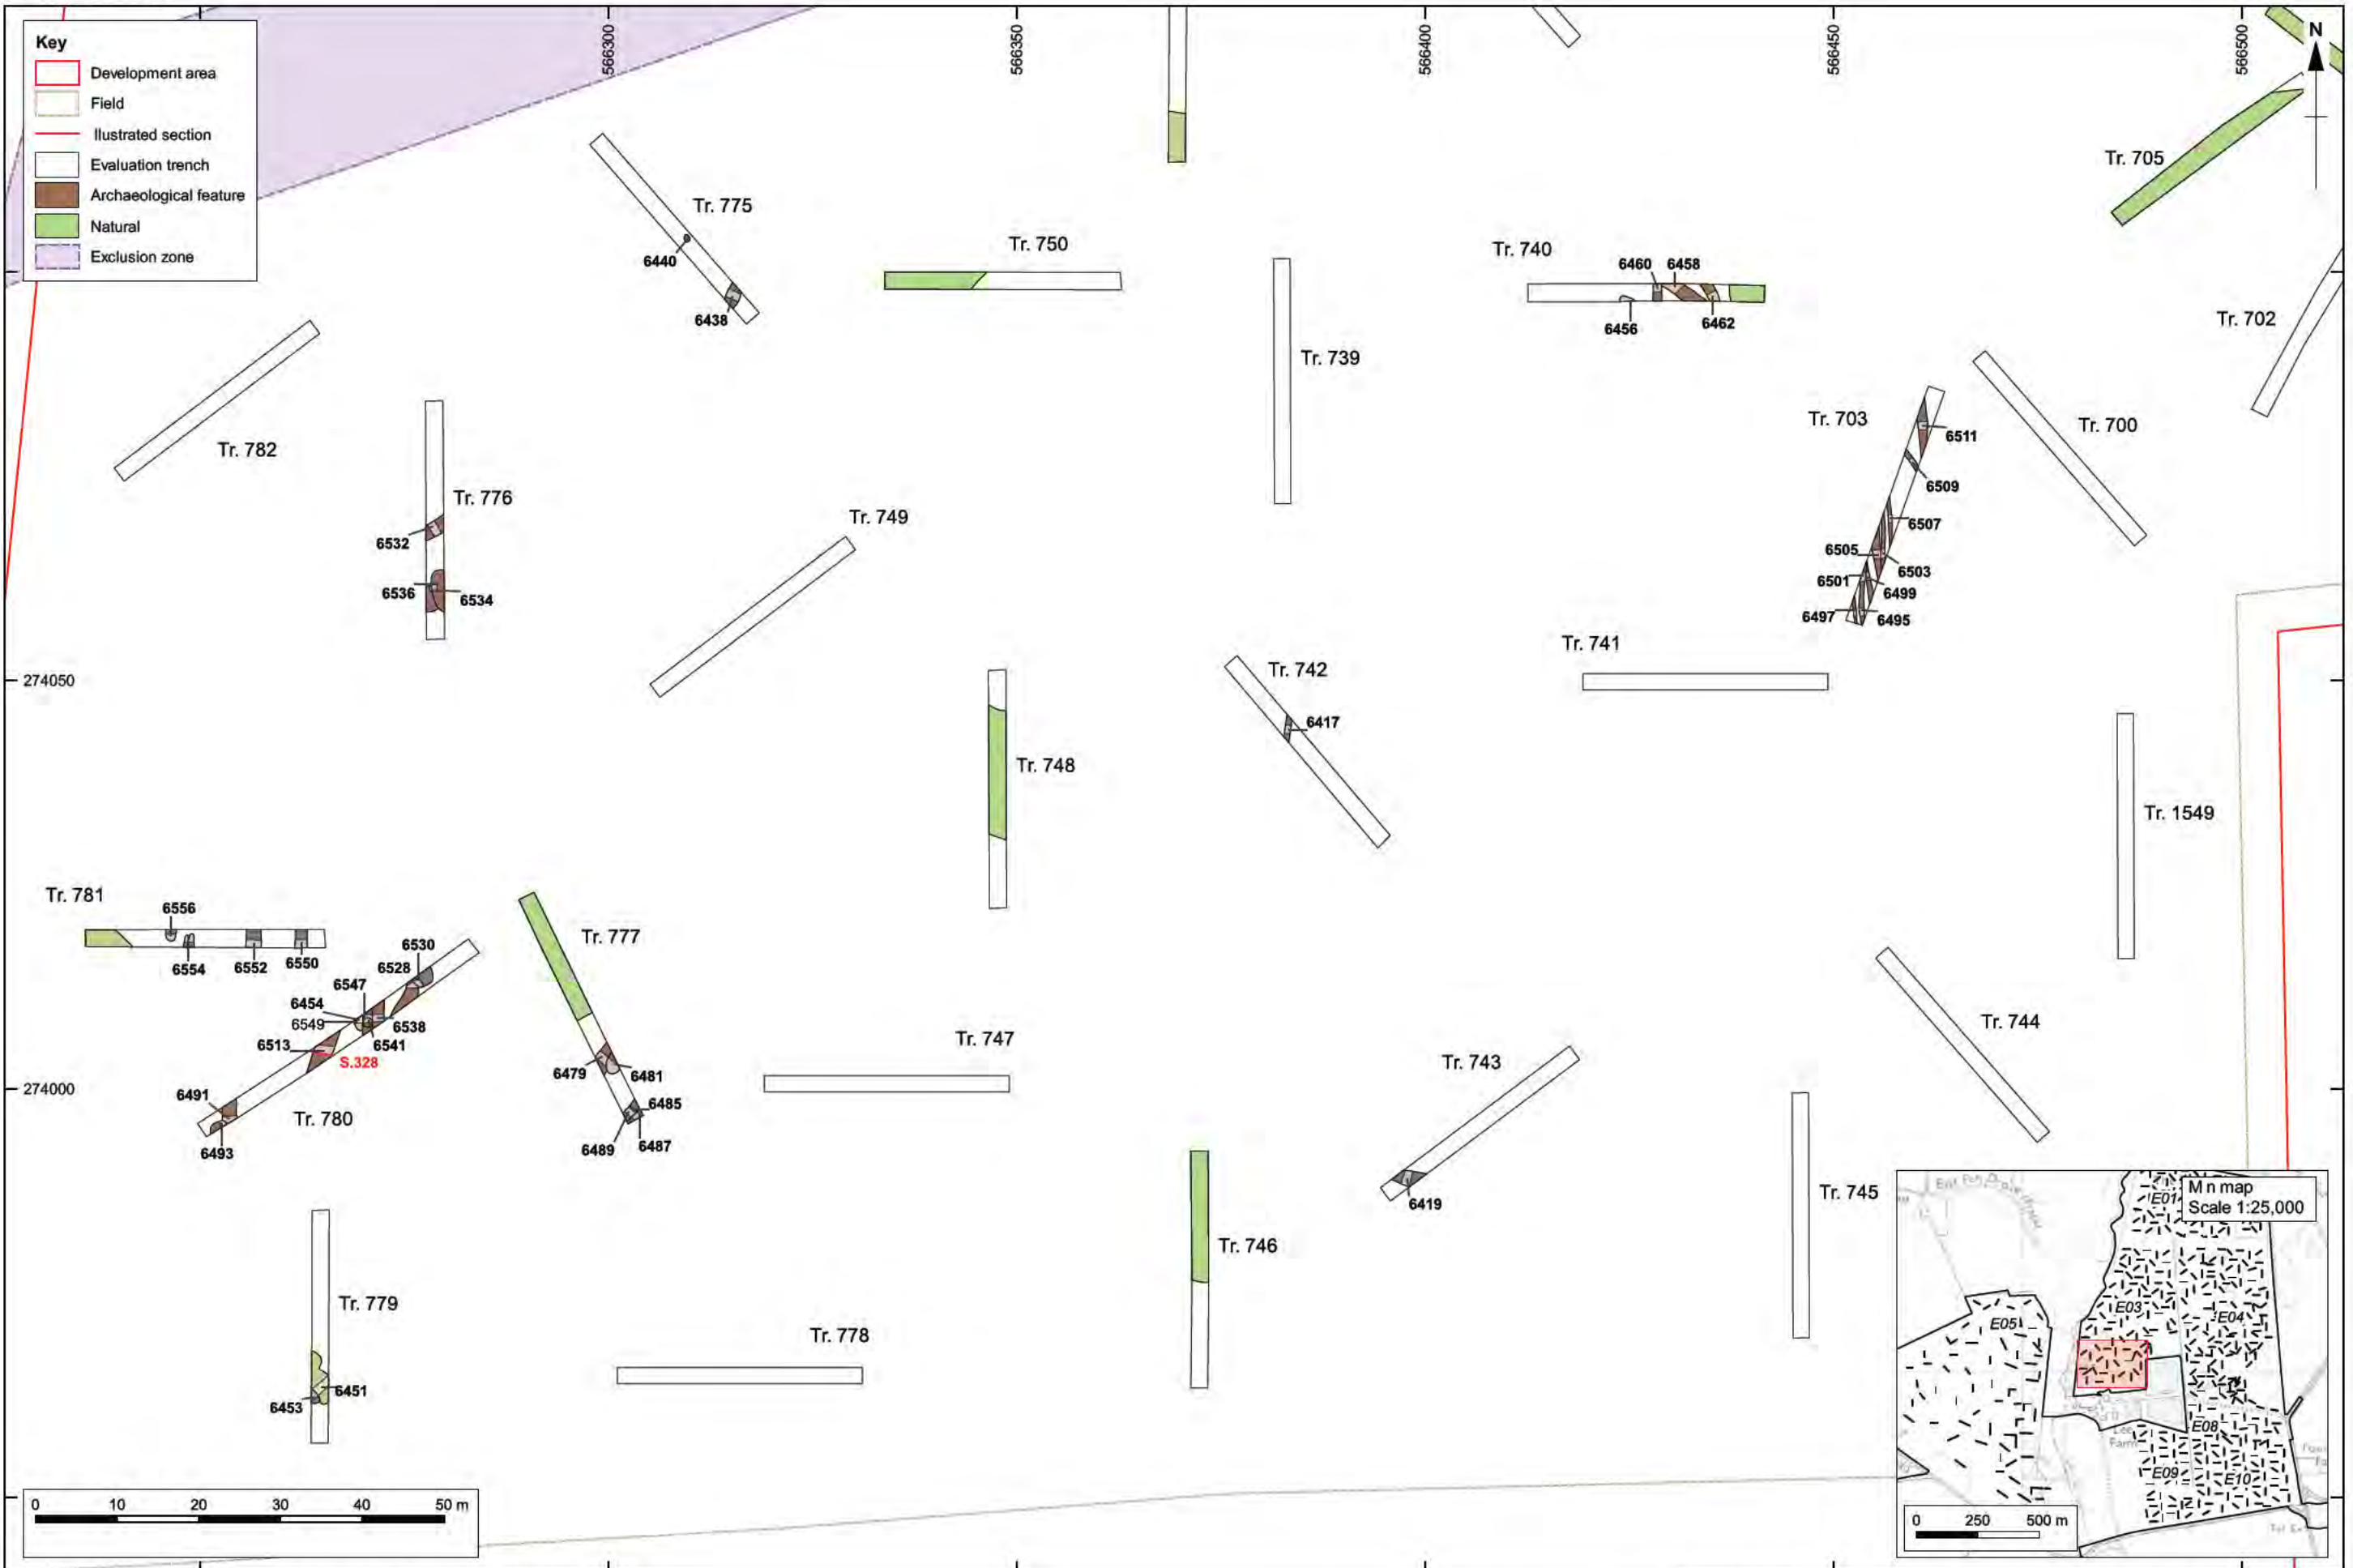 Key
Development area
Field
Ilustrated section
Evaluation trench
Archaeological feature
Natural
Exclusion zone
566300
566350
566400
566450
566500
N
Tr. 705
Tr. 775
6440
6438
Tr. 750
Tr. 740
6460
6458
6456
6462
Tr. 702
Tr. 739
Tr. 782
Tr. 703
Tr. 700
6511
6509
6507
6505
6503
6501
6499
6497
6495
Tr. 776
6532
6536
6534
Tr. 749
Tr. 741
274050
Tr. 742
6417
Tr. 748
Tr. 1549
Tr. 781
6556
6554
6552
6550
6530
6528
6547
6454
6549
6538
6541
6513
S.328
6491
Tr. 780
6493
Tr. 777
6479
6481
6485
6489
6487
Tr. 747
Tr. 743
6419
Tr. 744
274000
Tr. 745
Tr. 746
Tr. 779
6451
6453
Tr. 778
0 10 20 30 40 50 m
M n map
Scale 1:25,000
E01
E03
E04
E05
E08
E09
E10
Farm
0 250 500 m